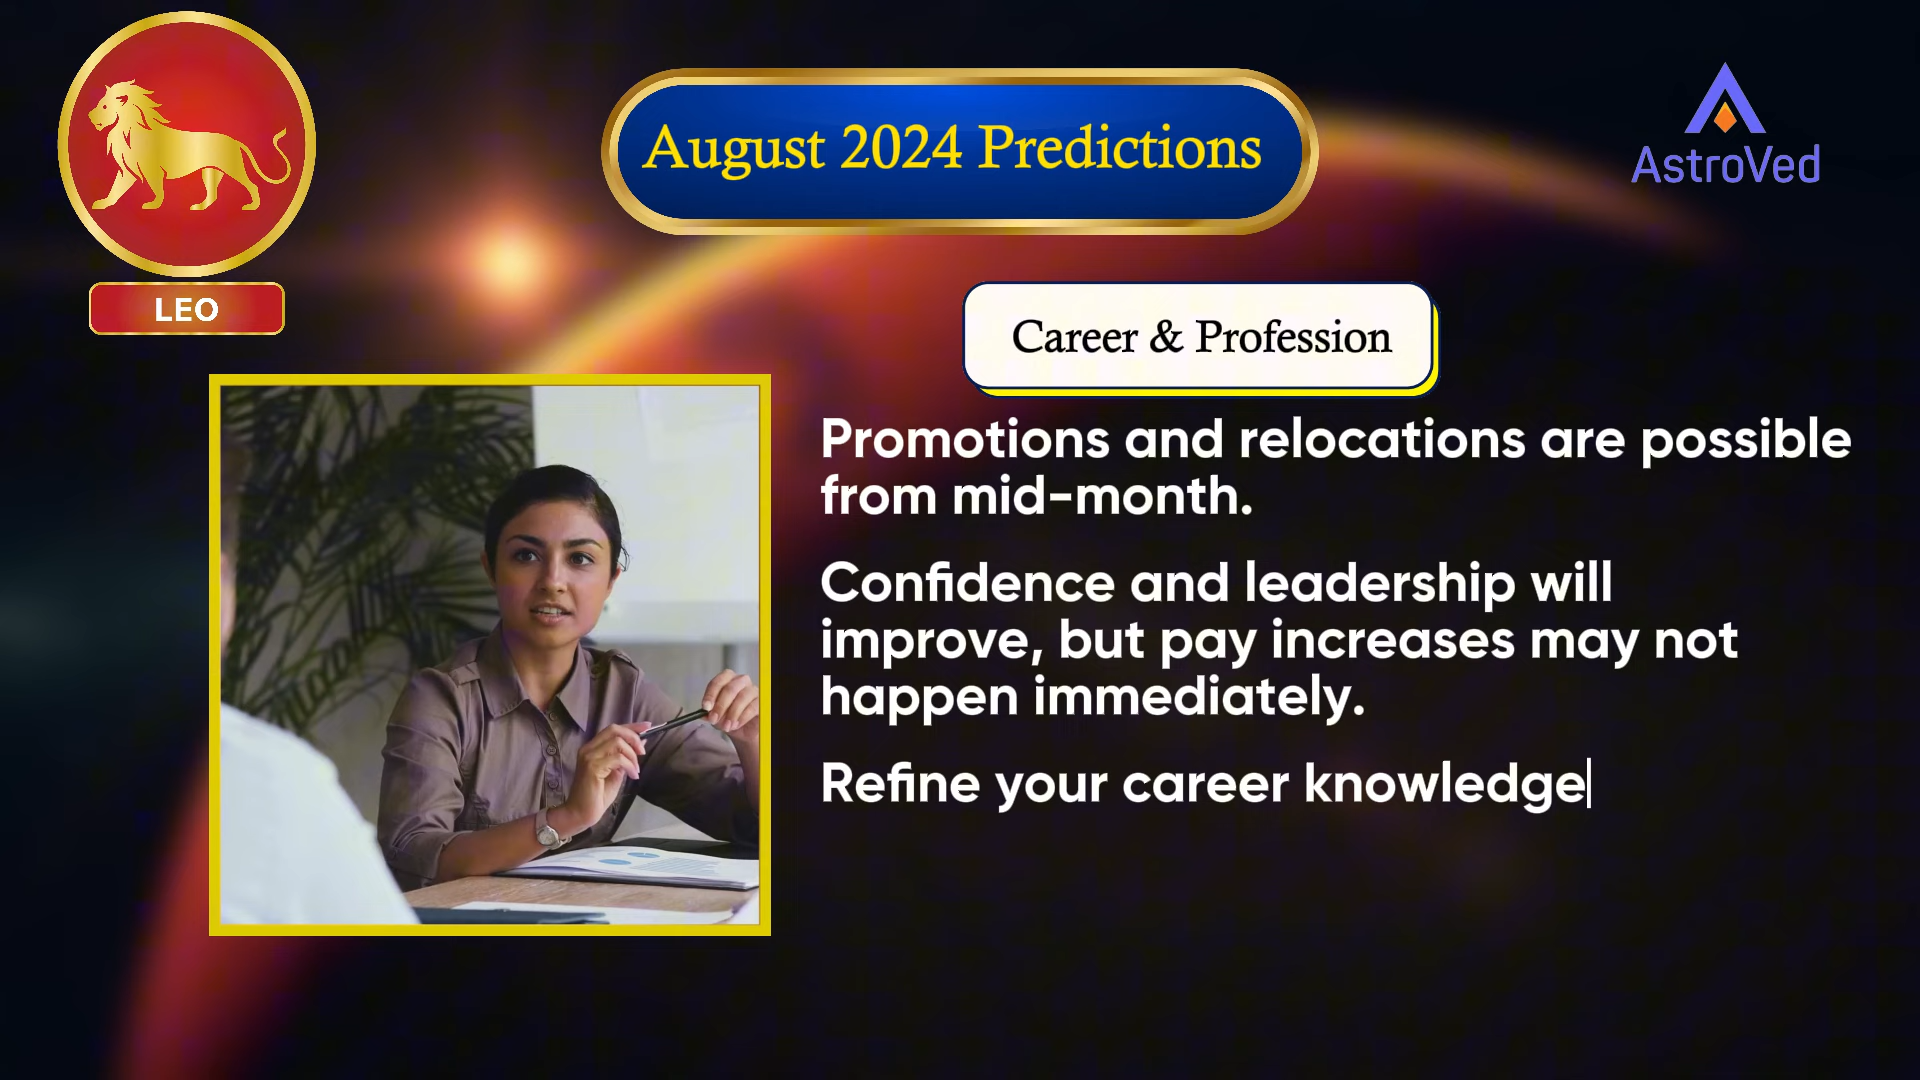 August 2024 Predictions
AstroVed
LEO
Career & Profession
Promotions and relocations are possible
from mid-month.
Confidence and leadership will
improve, but pay increases may not
happen immediately.
Refine your career knowledge